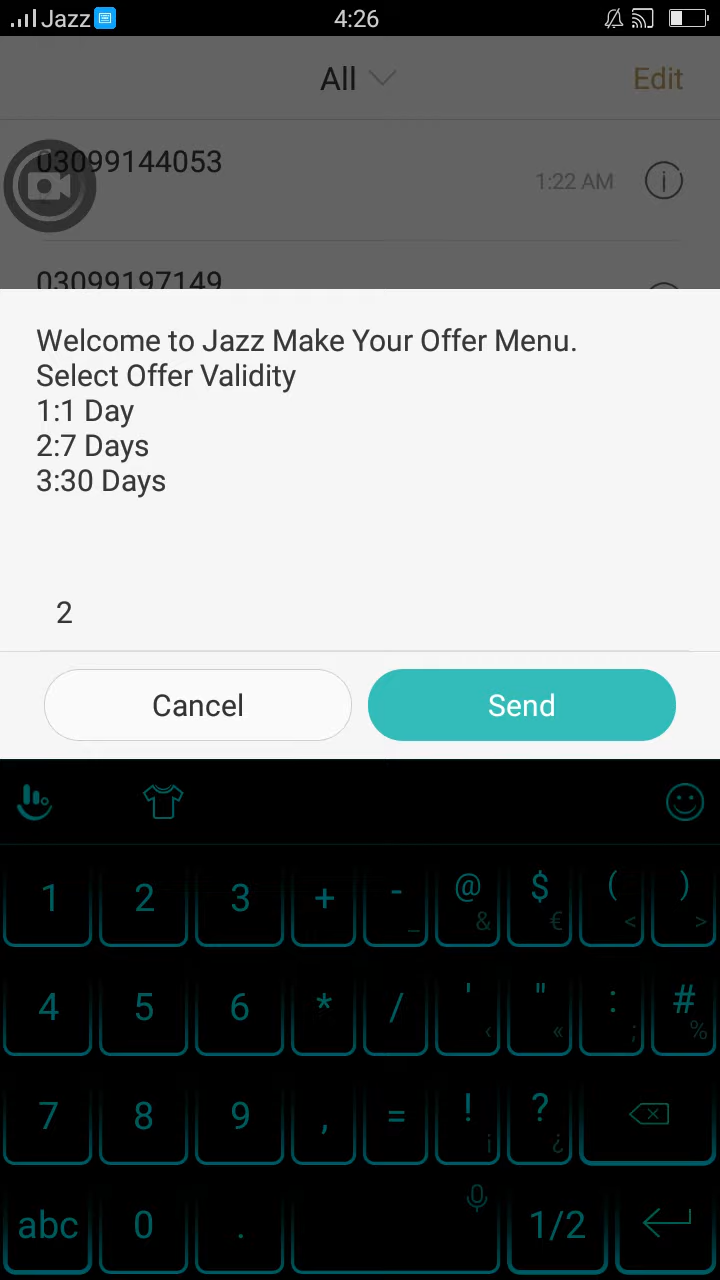 Jazz 4:26
All Edit
03099144053
1:22 AM
03099197149
Welcome to Jazz Make Your Offer Menu.
Select Offer Validity
1:1 Day
2:7 Days
3:30 Days
2
Cancel Send
1 2 3 + - _ @ & $ € ( < ) >
4 5 6 * / ' ‹ " « : ; # %
7 8 9 , = ! ¡ ? ¿
abc 0 . 1/2